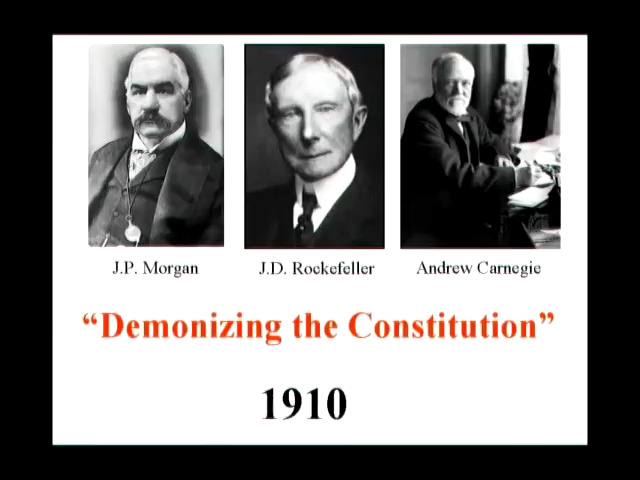 J.P. Morgan J.D. Rockefeller Andrew Carnegie
“Demonizing the Constitution”
1910